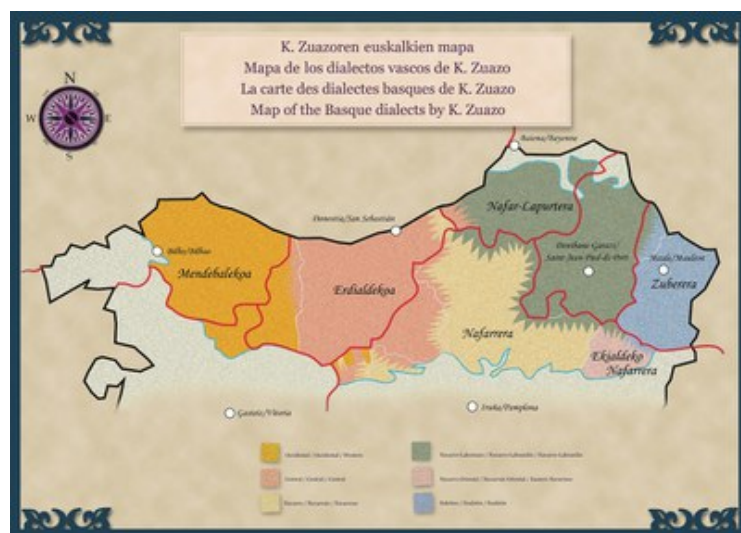 K. Zuazoren euskalkien mapa
Mapa de los dialectos vascos de K. Zuazo
La carte des dialectes basques de K. Zuazo
Map of the Basque dialects by K. Zuazo
N
W
E
S
Baiona/Bayonne
Nafar-Lapurtera
Donostia/San Sebastián
Donibane Garazi/
Saint-Jean-Pied-de-Port
Bilbo/Bilbao
Maule/Mauléon
Mendebalekoa
Zuberera
Erdialdekoa
Nafarrera
Ekialdeko
Nafarrera
Gasteiz/Vitoria
Iruña/Pamplona